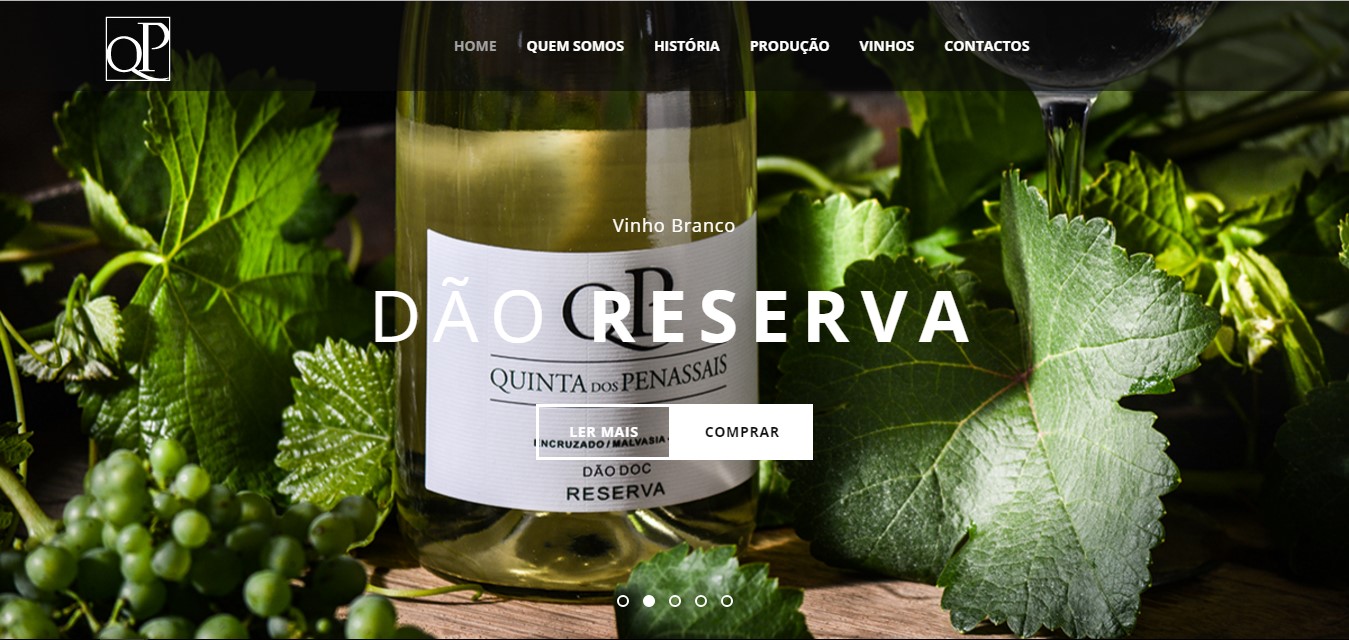 QP
HOME QUEM SOMOS HISTÓRIA PRODUÇÃO VINHOS CONTACTOS
Vinho Branco
QP
DÃO RESERVA
QUINTA DOS PENASSAIS
LER MAIS COMPRAR
ENCRUZADO / MALVASIA
DÃO DOC
RESERVA